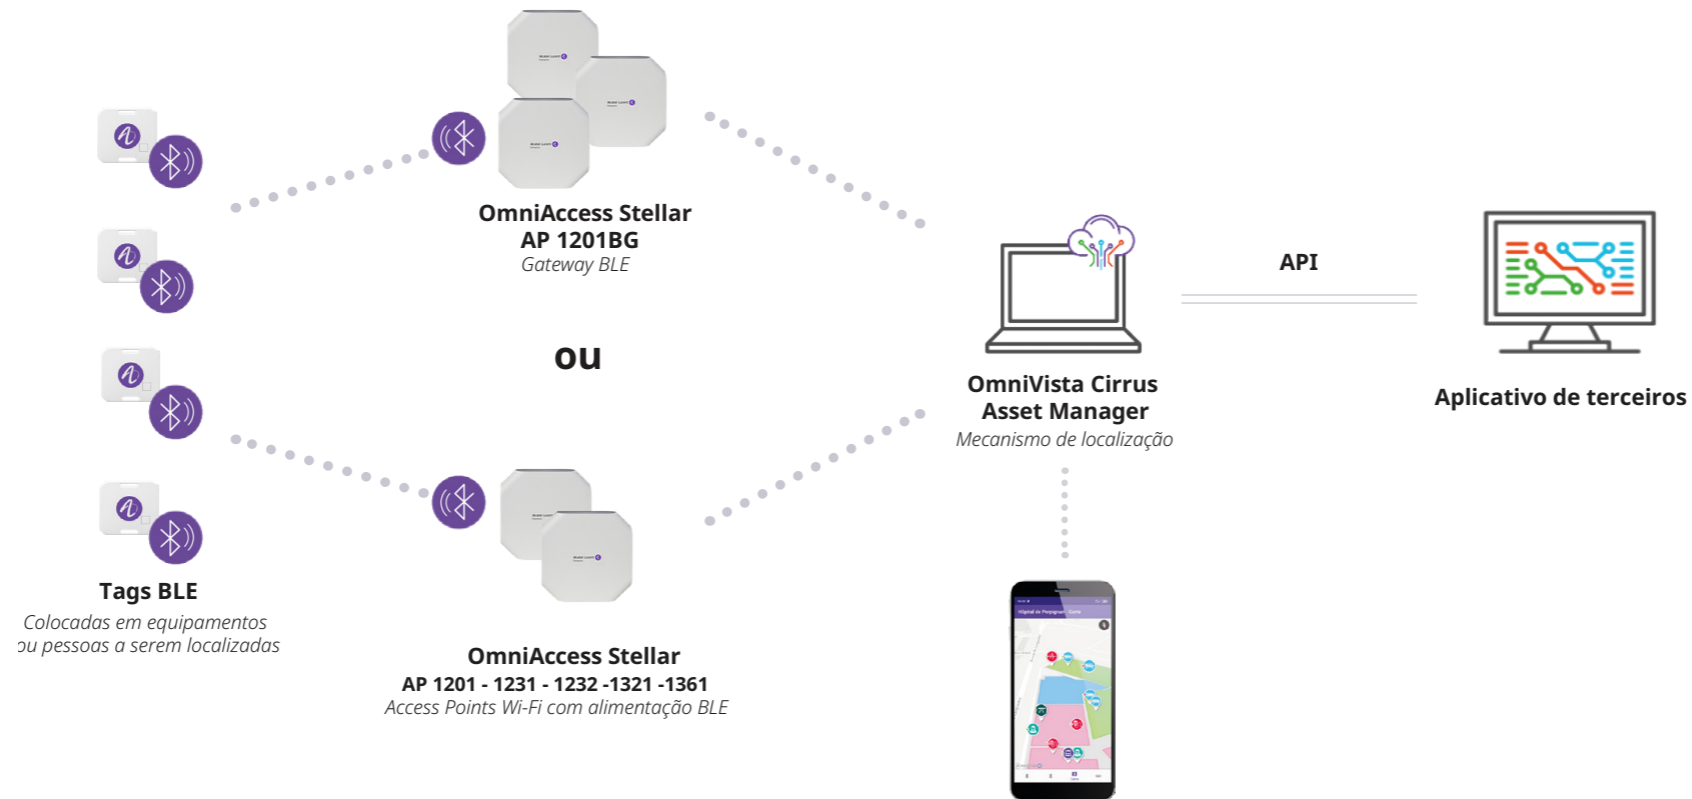 OmniAccess Stellar
AP 1201BG
Gateway BLE
ou
Tags BLE
Colocadas em equipamentos
ou pessoas a serem localizadas
OmniAccess Stellar
AP 1201 - 1231 - 1232 -1321 -1361
Access Points Wi-Fi com alimentação BLE
OmniVista Cirrus
Asset Manager
Mecanismo de localização
API
Aplicativo de terceiros